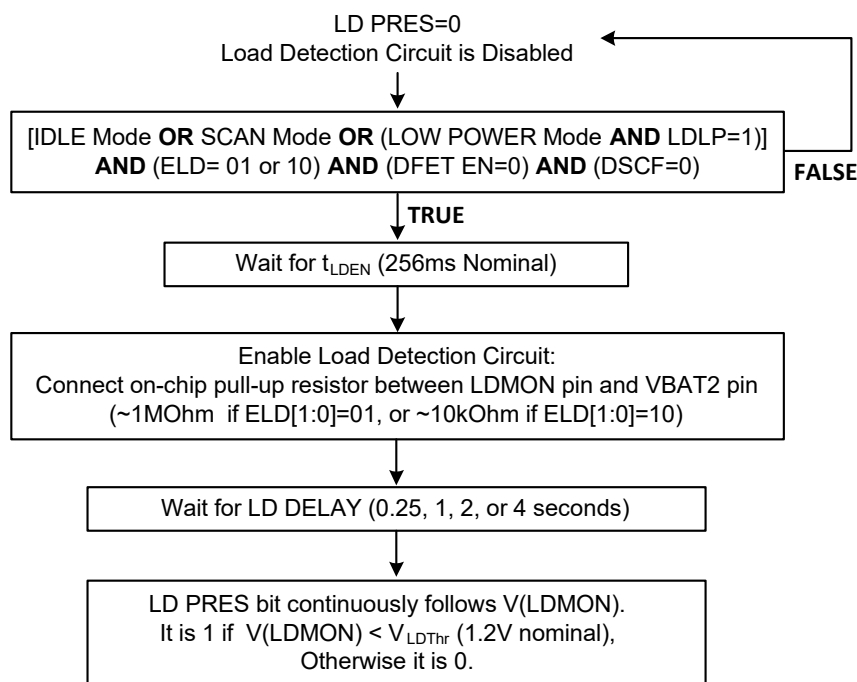 LD PRES=0
Load Detection Circuit is Disabled
[IDLE Mode OR SCAN Mode OR (LOW POWER Mode AND LDLP=1)]
AND (ELD= 01 or 10) AND (DFET EN=0) AND (DSCF=0)
FALSE
TRUE
Wait for tLDEN (256ms Nominal)
Enable Load Detection Circuit:
Connect on-chip pull-up resistor between LDMON pin and VBAT2 pin
(~1MOhm if ELD[1:0]=01, or ~10kOhm if ELD[1:0]=10)
Wait for LD DELAY (0.25, 1, 2, or 4 seconds)
LD PRES bit continuously follows V(LDMON).
It is 1 if V(LDMON) < VLDThr (1.2V nominal),
Otherwise it is 0.